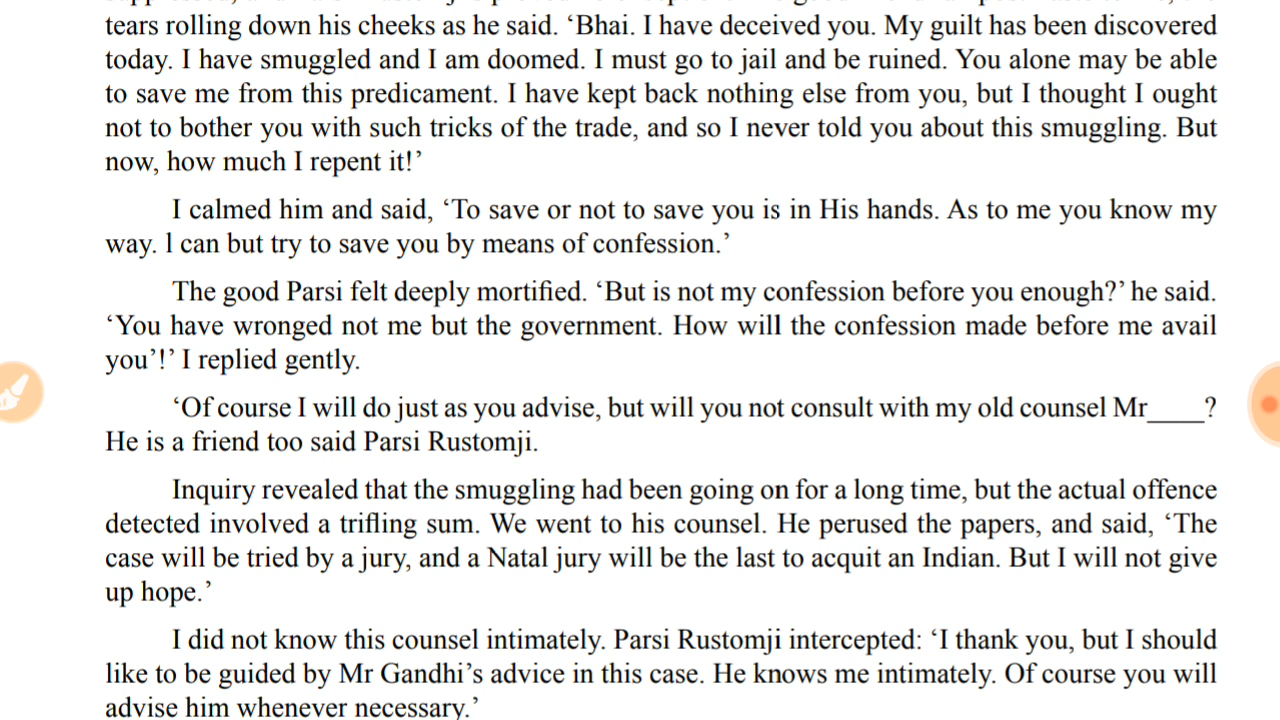 tears rolling down his cheeks as he said. ‘Bhai. I have deceived you. My guilt has been discovered
today. I have smuggled and I am doomed. I must go to jail and be ruined. You alone may be able
to save me from this predicament. I have kept back nothing else from you, but I thought I ought
not to bother you with such tricks of the trade, and so I never told you about this smuggling. But
now, how much I repent it!’
I calmed him and said, ‘To save or not to save you is in His hands. As to me you know my
way. l can but try to save you by means of confession.’
The good Parsi felt deeply mortified. ‘But is not my confession before you enough?’ he said.
‘You have wronged not me but the government. How will the confession made before me avail
you’!’ I replied gently.
‘Of course I will do just as you advise, but will you not consult with my old counsel Mr____?
He is a friend too said Parsi Rustomji.
Inquiry revealed that the smuggling had been going on for a long time, but the actual offence
detected involved a trifling sum. We went to his counsel. He perused the papers, and said, ‘The
case will be tried by a jury, and a Natal jury will be the last to acquit an Indian. But I will not give
up hope.’
I did not know this counsel intimately. Parsi Rustomji intercepted: ‘I thank you, but I should
like to be guided by Mr Gandhi’s advice in this case. He knows me intimately. Of course you will
advise him whenever necessary.’